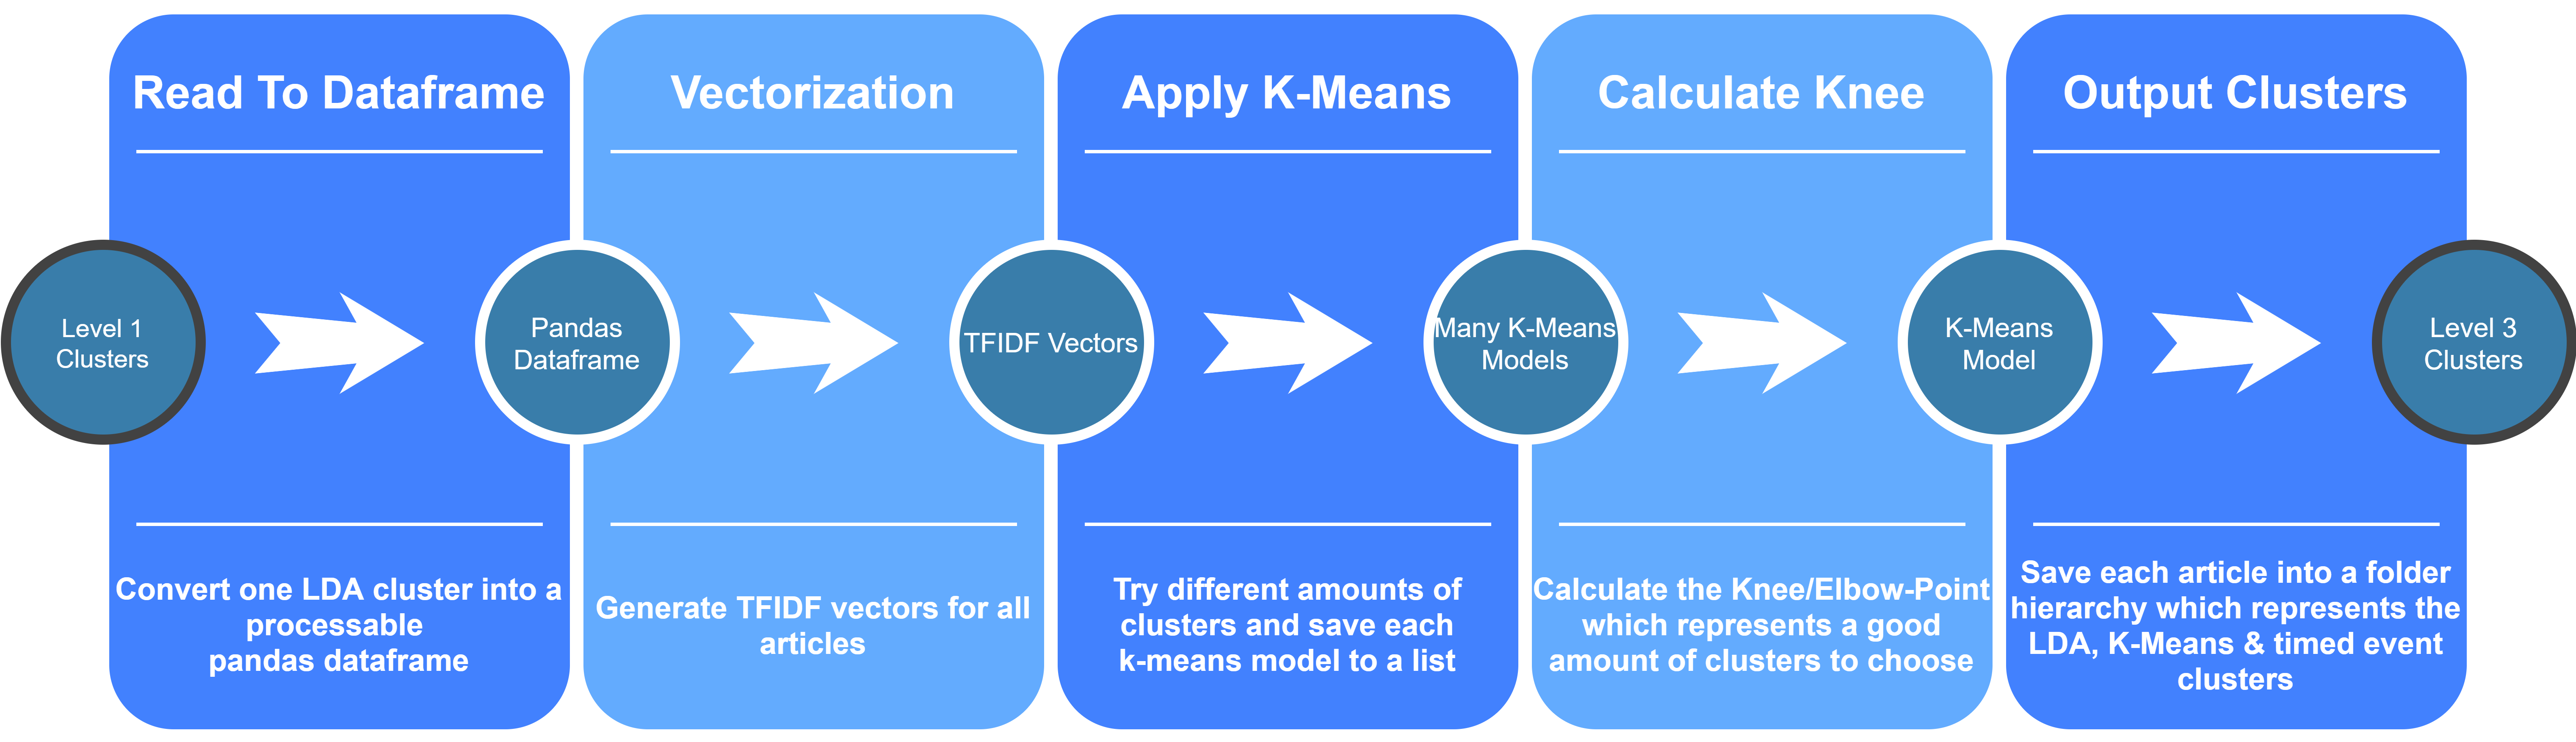 Read To Dataframe
Vectorization
Apply K-Means
Calculate Knee
Output Clusters
Level 1
Clusters
Pandas
Dataframe
TFIDF Vectors
Many K-Means
Models
K-Means
Model
Level 3
Clusters
Convert one LDA cluster into a
processable
pandas dataframe
Generate TFIDF vectors for all
articles
Try different amounts of
clusters and save each
k-means model to a list
Calculate the Knee/Elbow-Point
which represents a good
amount of clusters to choose
Save each article into a folder
hierarchy which represents the
LDA, K-Means & timed event
clusters